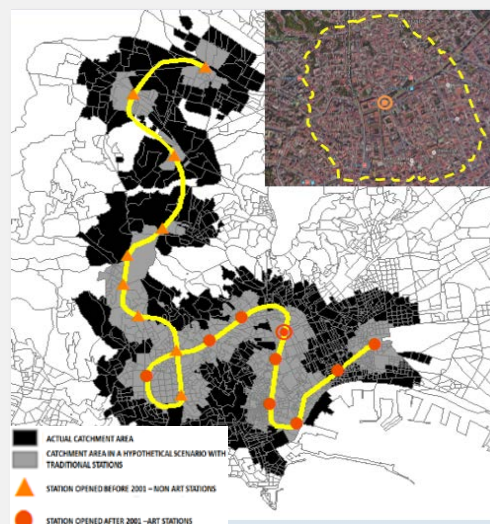 ACTUAL CATCHMENT AREA
CATCHMENT AREA IN A HYPOTHETICAL SCENARIO WITH
TRADITIONAL STATIONS
STATION OPENED BEFORE 2001 – NON ART STATIONS
STATION OPENED AFTER 2001 –ART STATIONS